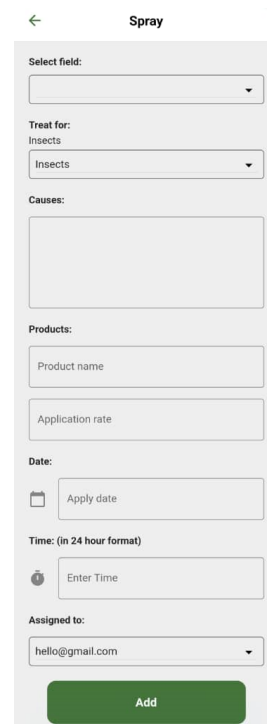 Spray
Select field:
Treat for:
Insects
Insects
Causes:
Products:
Product name
Application rate
Date:
Apply date
Time: (in 24 hour format)
Enter Time
Assigned to:
hello@gmail.com
Add